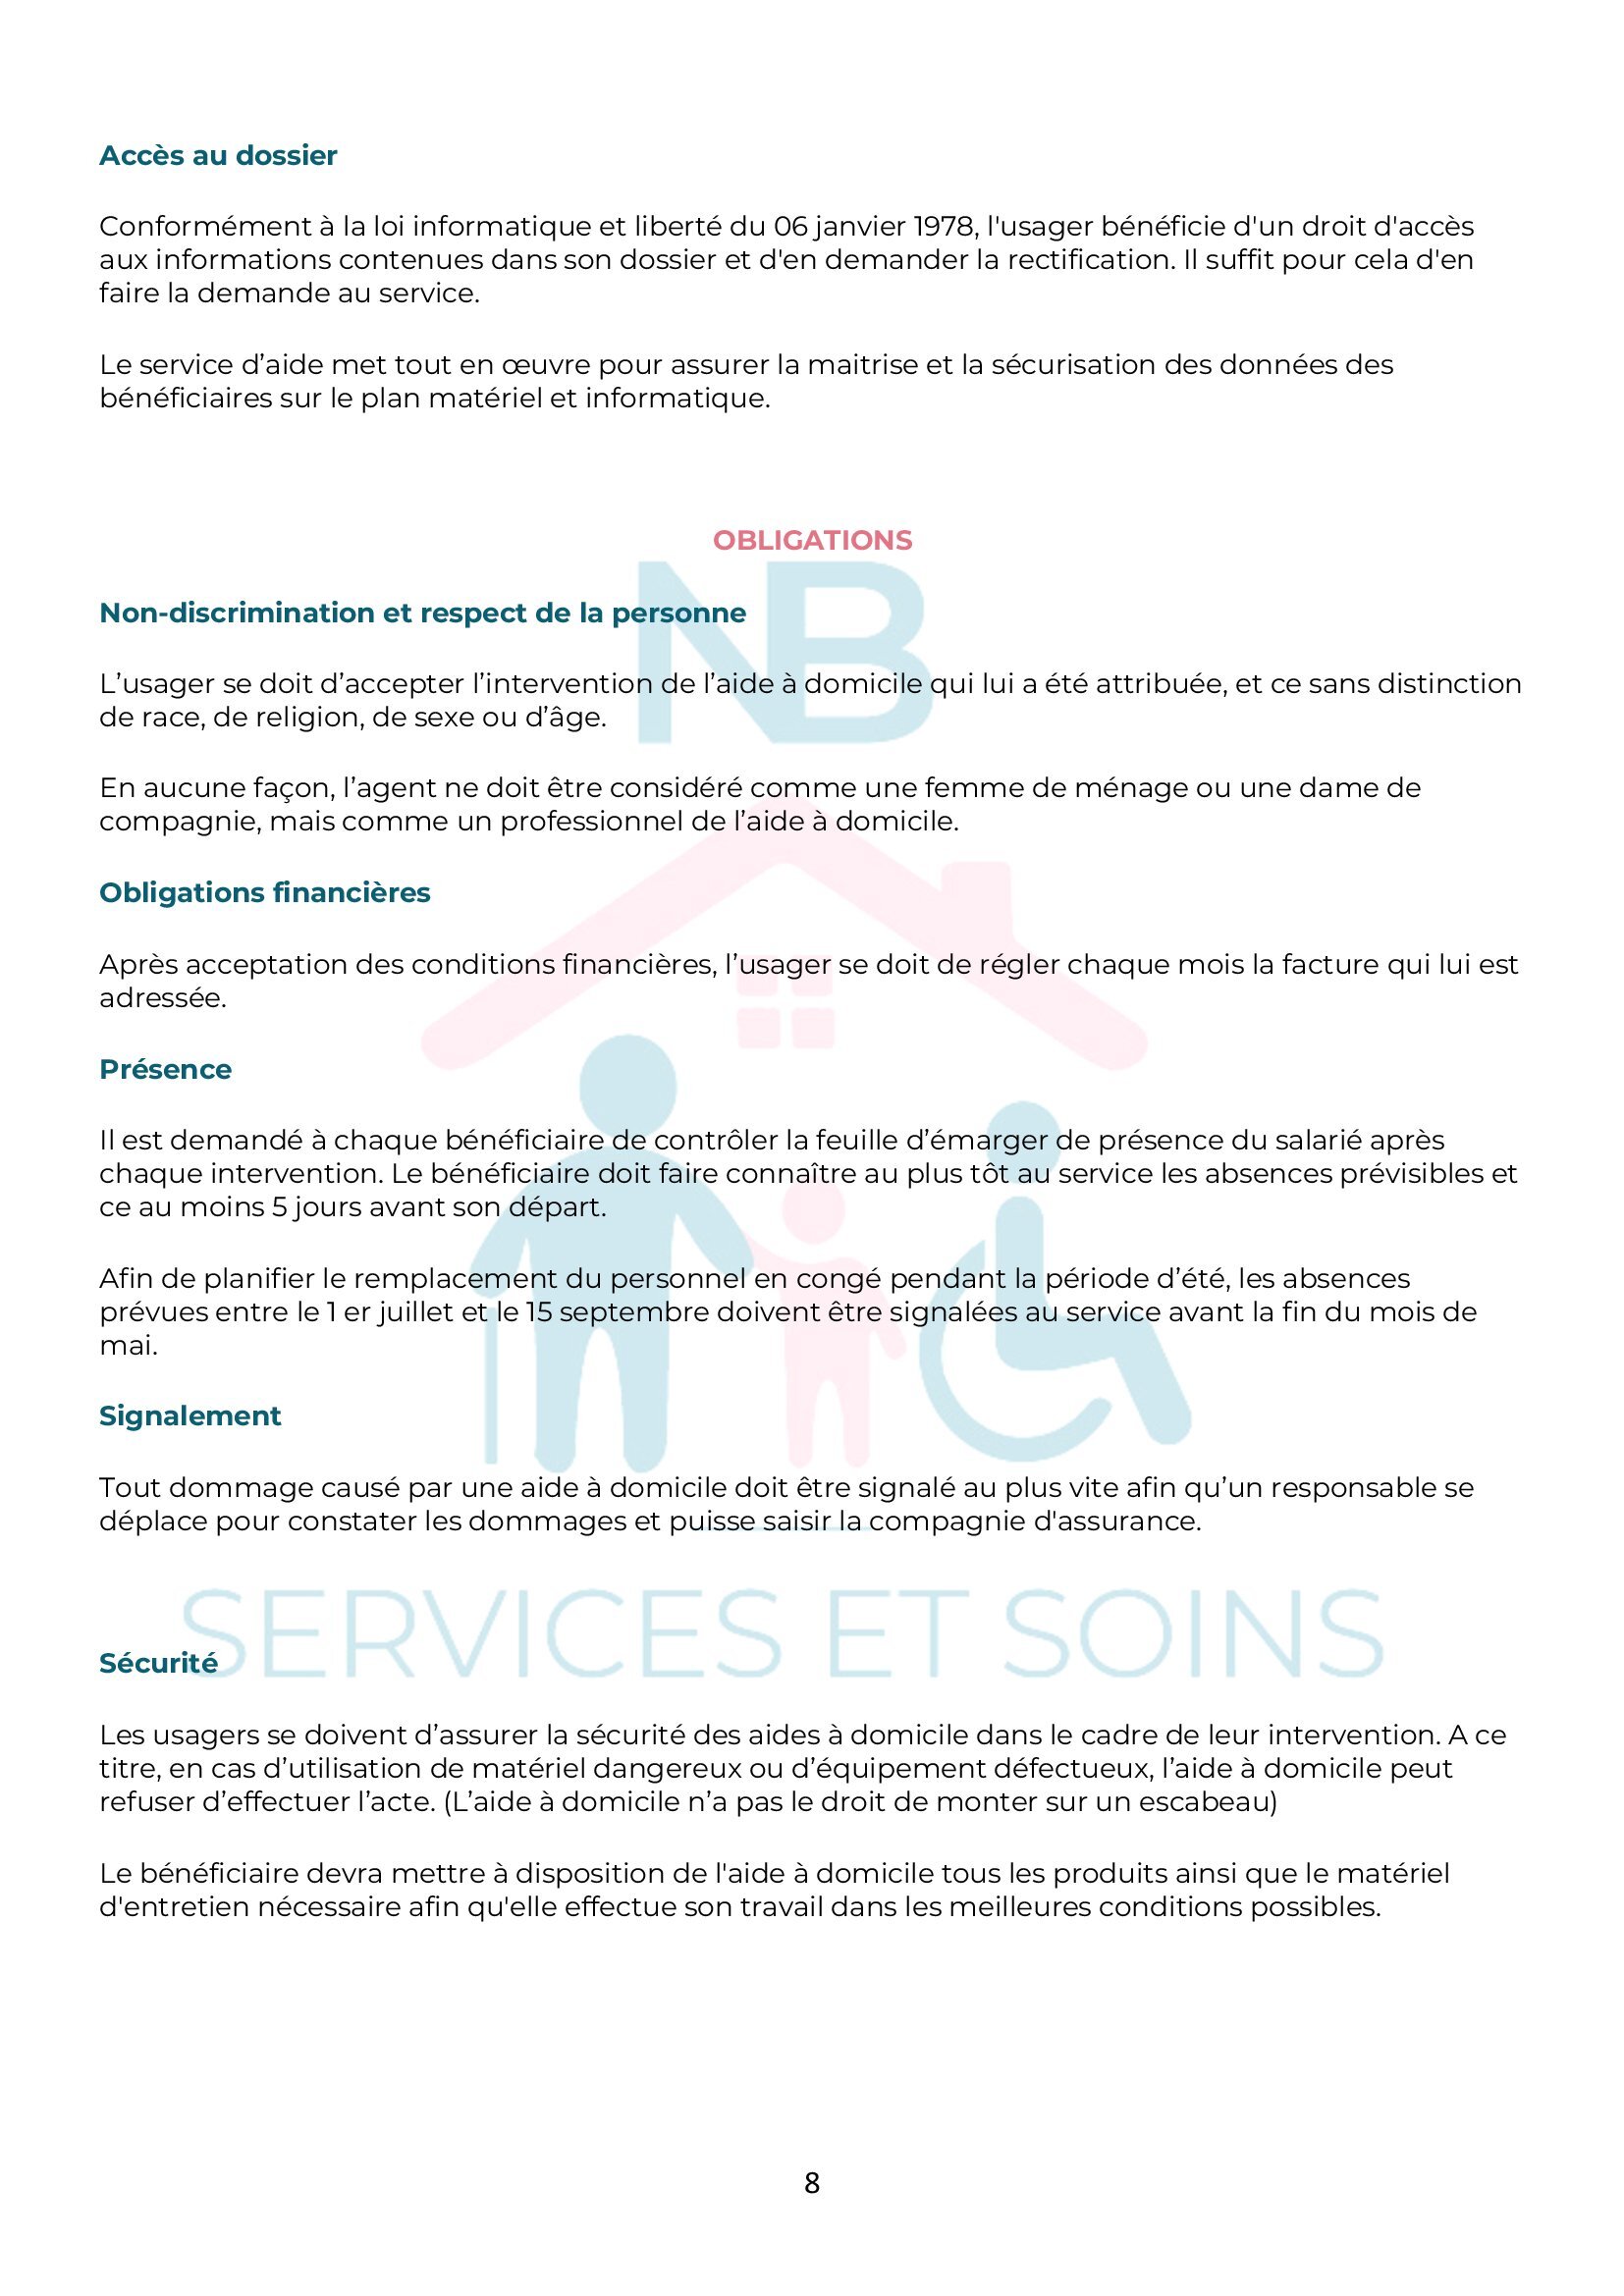 Accès au dossier
Conformément à la loi informatique et liberté du 06 janvier 1978, l'usager bénéficie d'un droit d'accès
aux informations contenues dans son dossier et d'en demander la rectification. Il suffit pour cela d'en
faire la demande au service.
Le service d’aide met tout en œuvre pour assurer la maitrise et la sécurisation des données des
bénéficiaires sur le plan matériel et informatique.
OBLIGATIONS
NB
Non-discrimination et respect de la personne
L’usager se doit d’accepter l’intervention de l’aide à domicile qui lui a été attribuée, et ce sans distinction
de race, de religion, de sexe ou d’âge.
En aucune façon, l’agent ne doit être considéré comme une femme de ménage ou une dame de
compagnie, mais comme un professionnel de l’aide à domicile.
Obligations financières
Après acceptation des conditions financières, l’usager se doit de régler chaque mois la facture qui lui est
adressée.
Présence
Il est demandé à chaque bénéficiaire de contrôler la feuille d’émarger de présence du salarié après
chaque intervention. Le bénéficiaire doit faire connaître au plus tôt au service les absences prévisibles et
ce au moins 5 jours avant son départ.
Afin de planifier le remplacement du personnel en congé pendant la période d’été, les absences
prévues entre le 1 er juillet et le 15 septembre doivent être signalées au service avant la fin du mois de
mai.
Signalement
Tout dommage causé par une aide à domicile doit être signalé au plus vite afin qu’un responsable se
déplace pour constater les dommages et puisse saisir la compagnie d'assurance.
SERVICES ET SOINS
Sécurité
Les usagers se doivent d’assurer la sécurité des aides à domicile dans le cadre de leur intervention. A ce
titre, en cas d’utilisation de matériel dangereux ou d’équipement défectueux, l’aide à domicile peut
refuser d’effectuer l’acte. (L’aide à domicile n’a pas le droit de monter sur un escabeau)
Le bénéficiaire devra mettre à disposition de l'aide à domicile tous les produits ainsi que le matériel
d'entretien nécessaire afin qu'elle effectue son travail dans les meilleures conditions possibles.
8